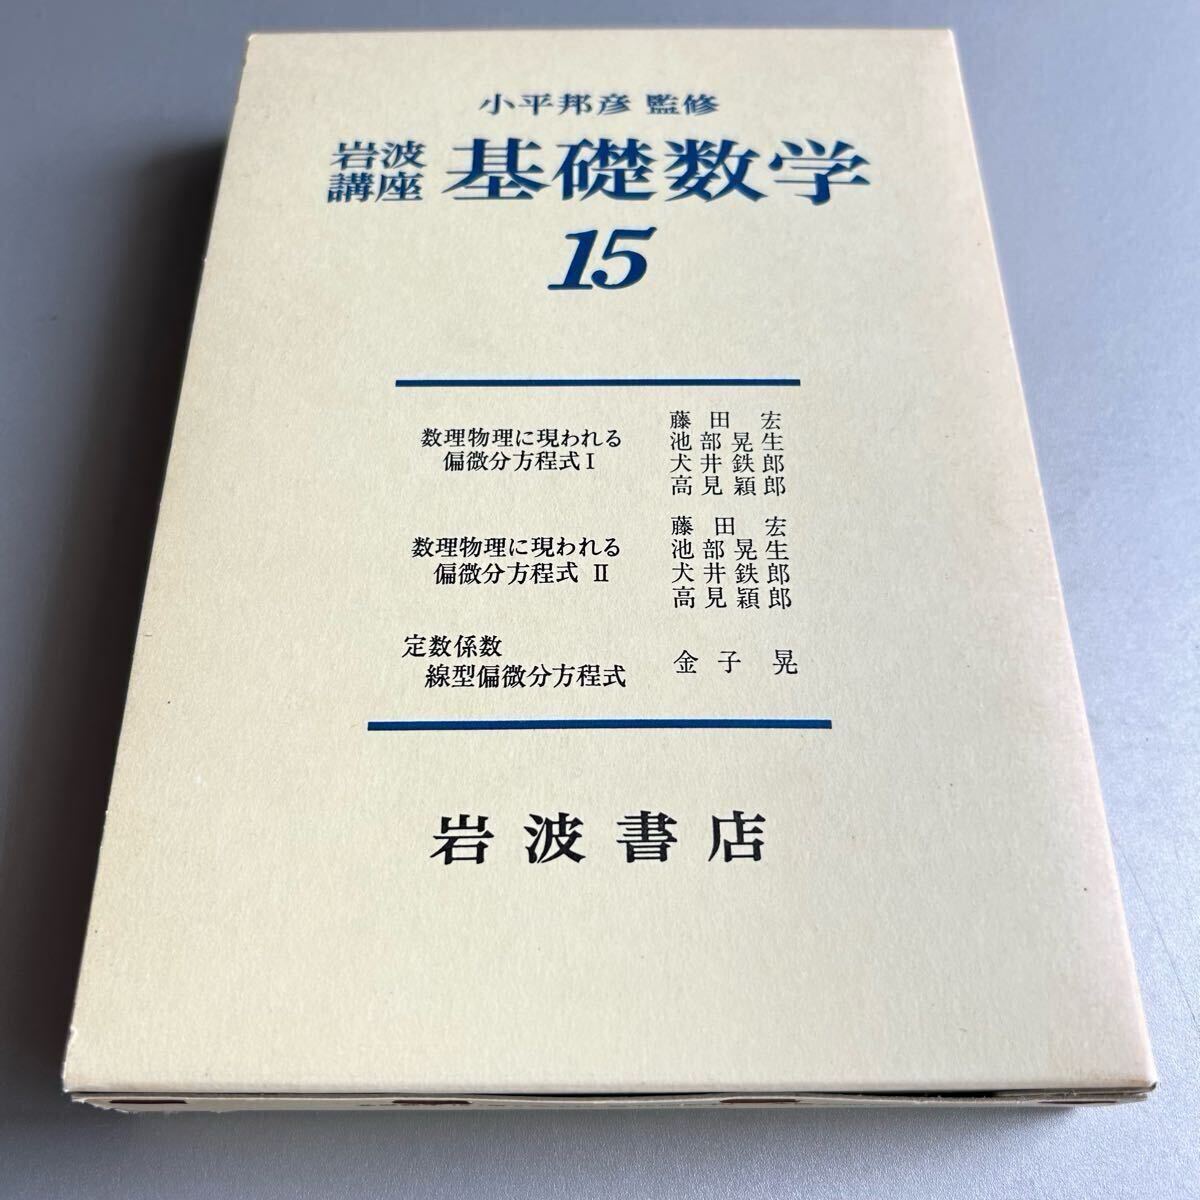 小平邦彦 監修
岩波
講座
基礎数学
15
数理物理に現われる
偏微分方程式 I
藤田 宏
池部晃生
犬井鉄郎
高見穎郎
数理物理に現われる
偏微分方程式 II
藤田 宏
池部晃生
犬井鉄郎
高見穎郎
定数係数
線型偏微分方程式
金子 晃
岩波書店